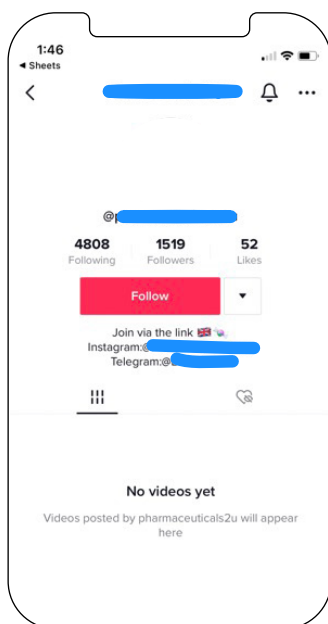 1:46
◀ Sheets
@p
4808 1519 52
Following Followers Likes
Follow
Join via the link 🇬🇧
Instagram:@
Telegram:@
No videos yet
Videos posted by pharmaceuticals2u will appear
here